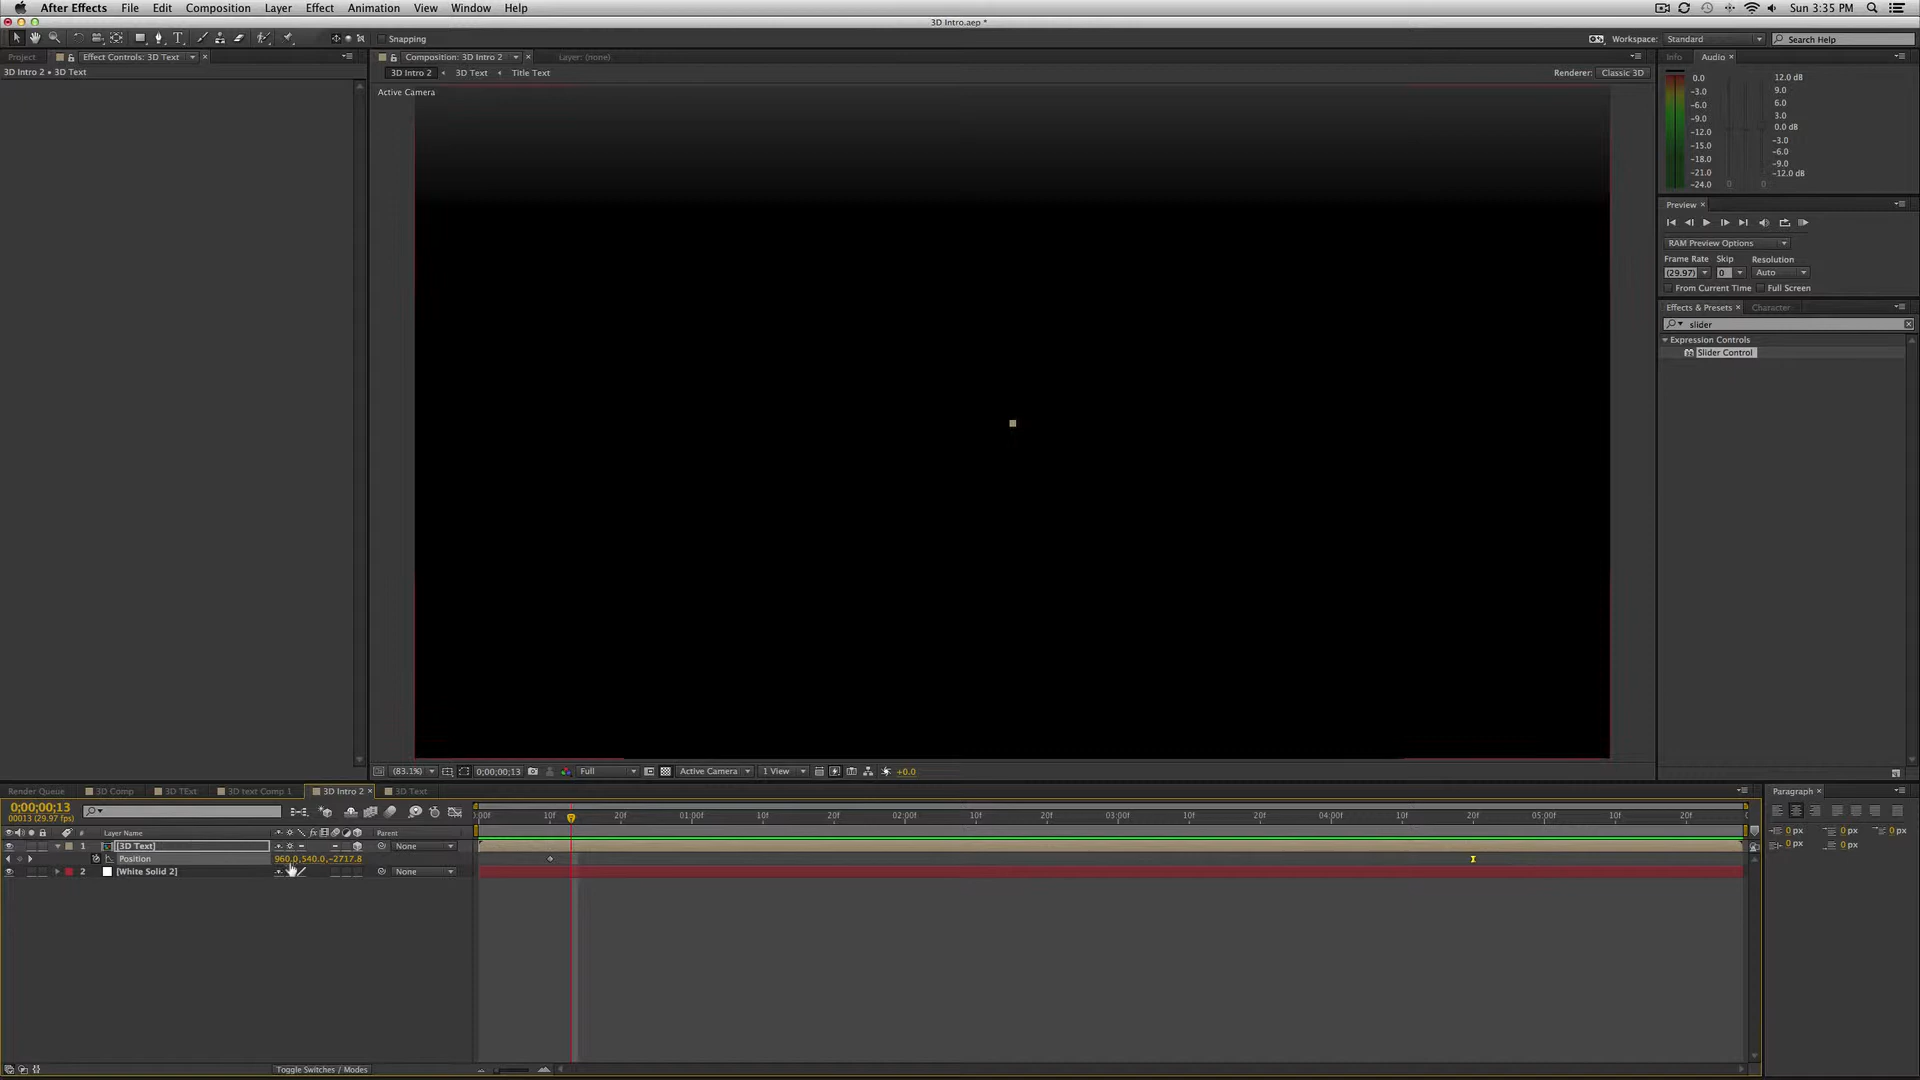 After Effects File Edit Composition Layer Effect Animation View Window Help Sun 3:35 PM
3D Intro.aep *
Snapping Workspace: Standard Search Help
Project Effect Controls: 3D Text × Composition: 3D Intro 2 × Layer: (none) Info Audio ×
3D Intro 2 • 3D Text 3D Intro 2 3D Text Title Text Renderer: Classic 3D
Active Camera
0.0 12.0 dB
-3.0 9.0
-6.0 6.0
-9.0 3.0
-12.0 0.0 dB
-15.0 -3.0
-18.0 -6.0
-21.0 -9.0
-24.0 0 0 -12.0 dB
Preview ×
RAM Preview Options
Frame Rate Skip Resolution
(29.97) 0 Auto
From Current Time Full Screen
Effects & Presets × Character
slider
Expression Controls
Slider Control
(83.1%) 0;00;00;13 Full Active Camera 1 View +0.0
Render Queue 3D Comp 3D TExt 3D text Comp 1 3D Intro 2 × 3D Text Paragraph ×
0;00;00;13
00013 (29.97 fps)
:00f 10f 20f 01:00f 10f 20f 02:00f 10f 20f 03:00f 10f 20f 04:00f 10f 20f 05:00f 10f 20f
# Layer Name fx Parent
1 [3D Text] None
Position 960.0,540.0,-2717.8
2 [White Solid 2] None
0 px 0 px 0 px
0 px 0 px
Toggle Switches / Modes